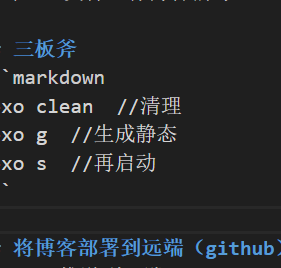 三板斧
`markdown
xo clean  //清理
xo g  //生成静态
xo s  //再启动
`
将博客部署到远端（github）